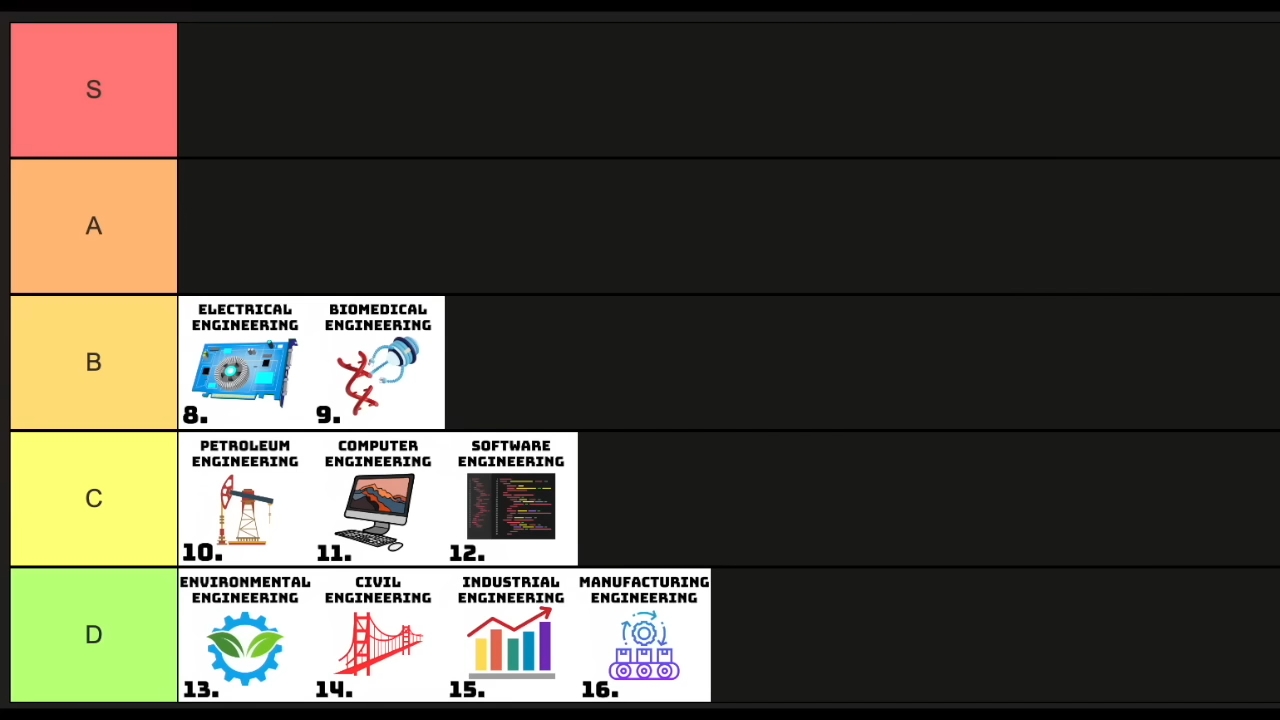 S
A
B
ELECTRICAL
ENGINEERING
8.
BIOMEDICAL
ENGINEERING
9.
C
PETROLEUM
ENGINEERING
10.
COMPUTER
ENGINEERING
11.
SOFTWARE
ENGINEERING
12.
D
ENVIRONMENTAL
ENGINEERING
13.
CIVIL
ENGINEERING
14.
INDUSTRIAL
ENGINEERING
15.
MANUFACTURING
ENGINEERING
16.